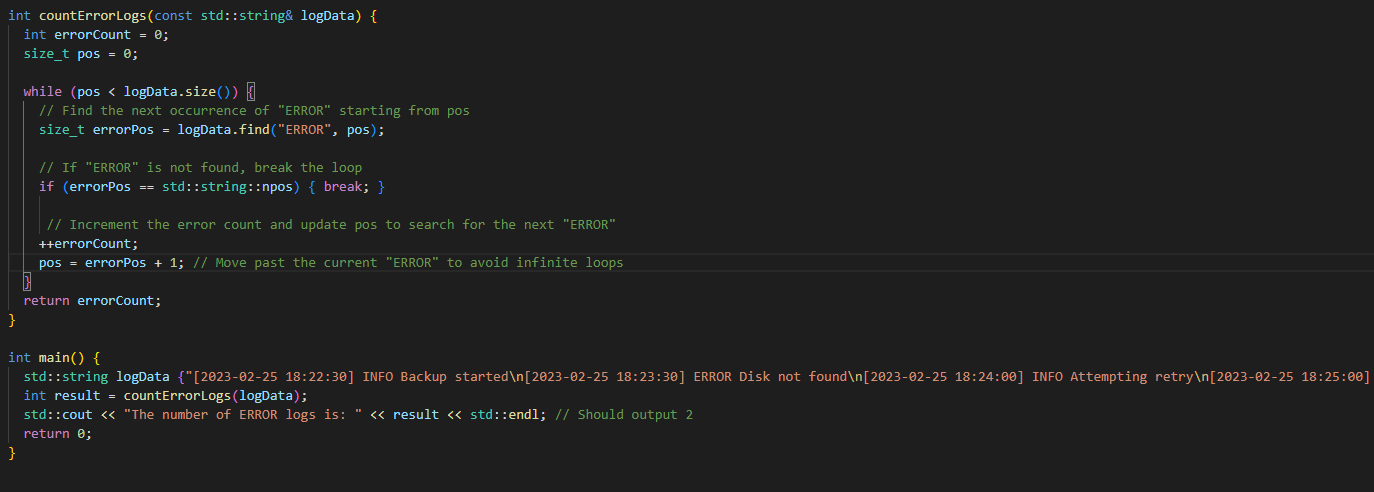 int countErrorLogs(const std::string& logData) {
int errorCount = 0;
size_t pos = 0;
while (pos < logData.size()) {
// Find the next occurrence of "ERROR" starting from pos
size_t errorPos = logData.find("ERROR", pos);
// If "ERROR" is not found, break the loop
if (errorPos == std::string::npos) { break; }
// Increment the error count and update pos to search for the next "ERROR"
++errorCount;
pos = errorPos + 1; // Move past the current "ERROR" to avoid infinite loops
}
return errorCount;
}
int main() {
std::string logData {"[2023-02-25 18:22:30] INFO Backup started\n[2023-02-25 18:23:30] ERROR Disk not found\n[2023-02-25 18:24:00] INFO Attempting retry\n[2023-02-25 18:25:00]
int result = countErrorLogs(logData);
std::cout << "The number of ERROR logs is: " << result << std::endl; // Should output 2
return 0;
}